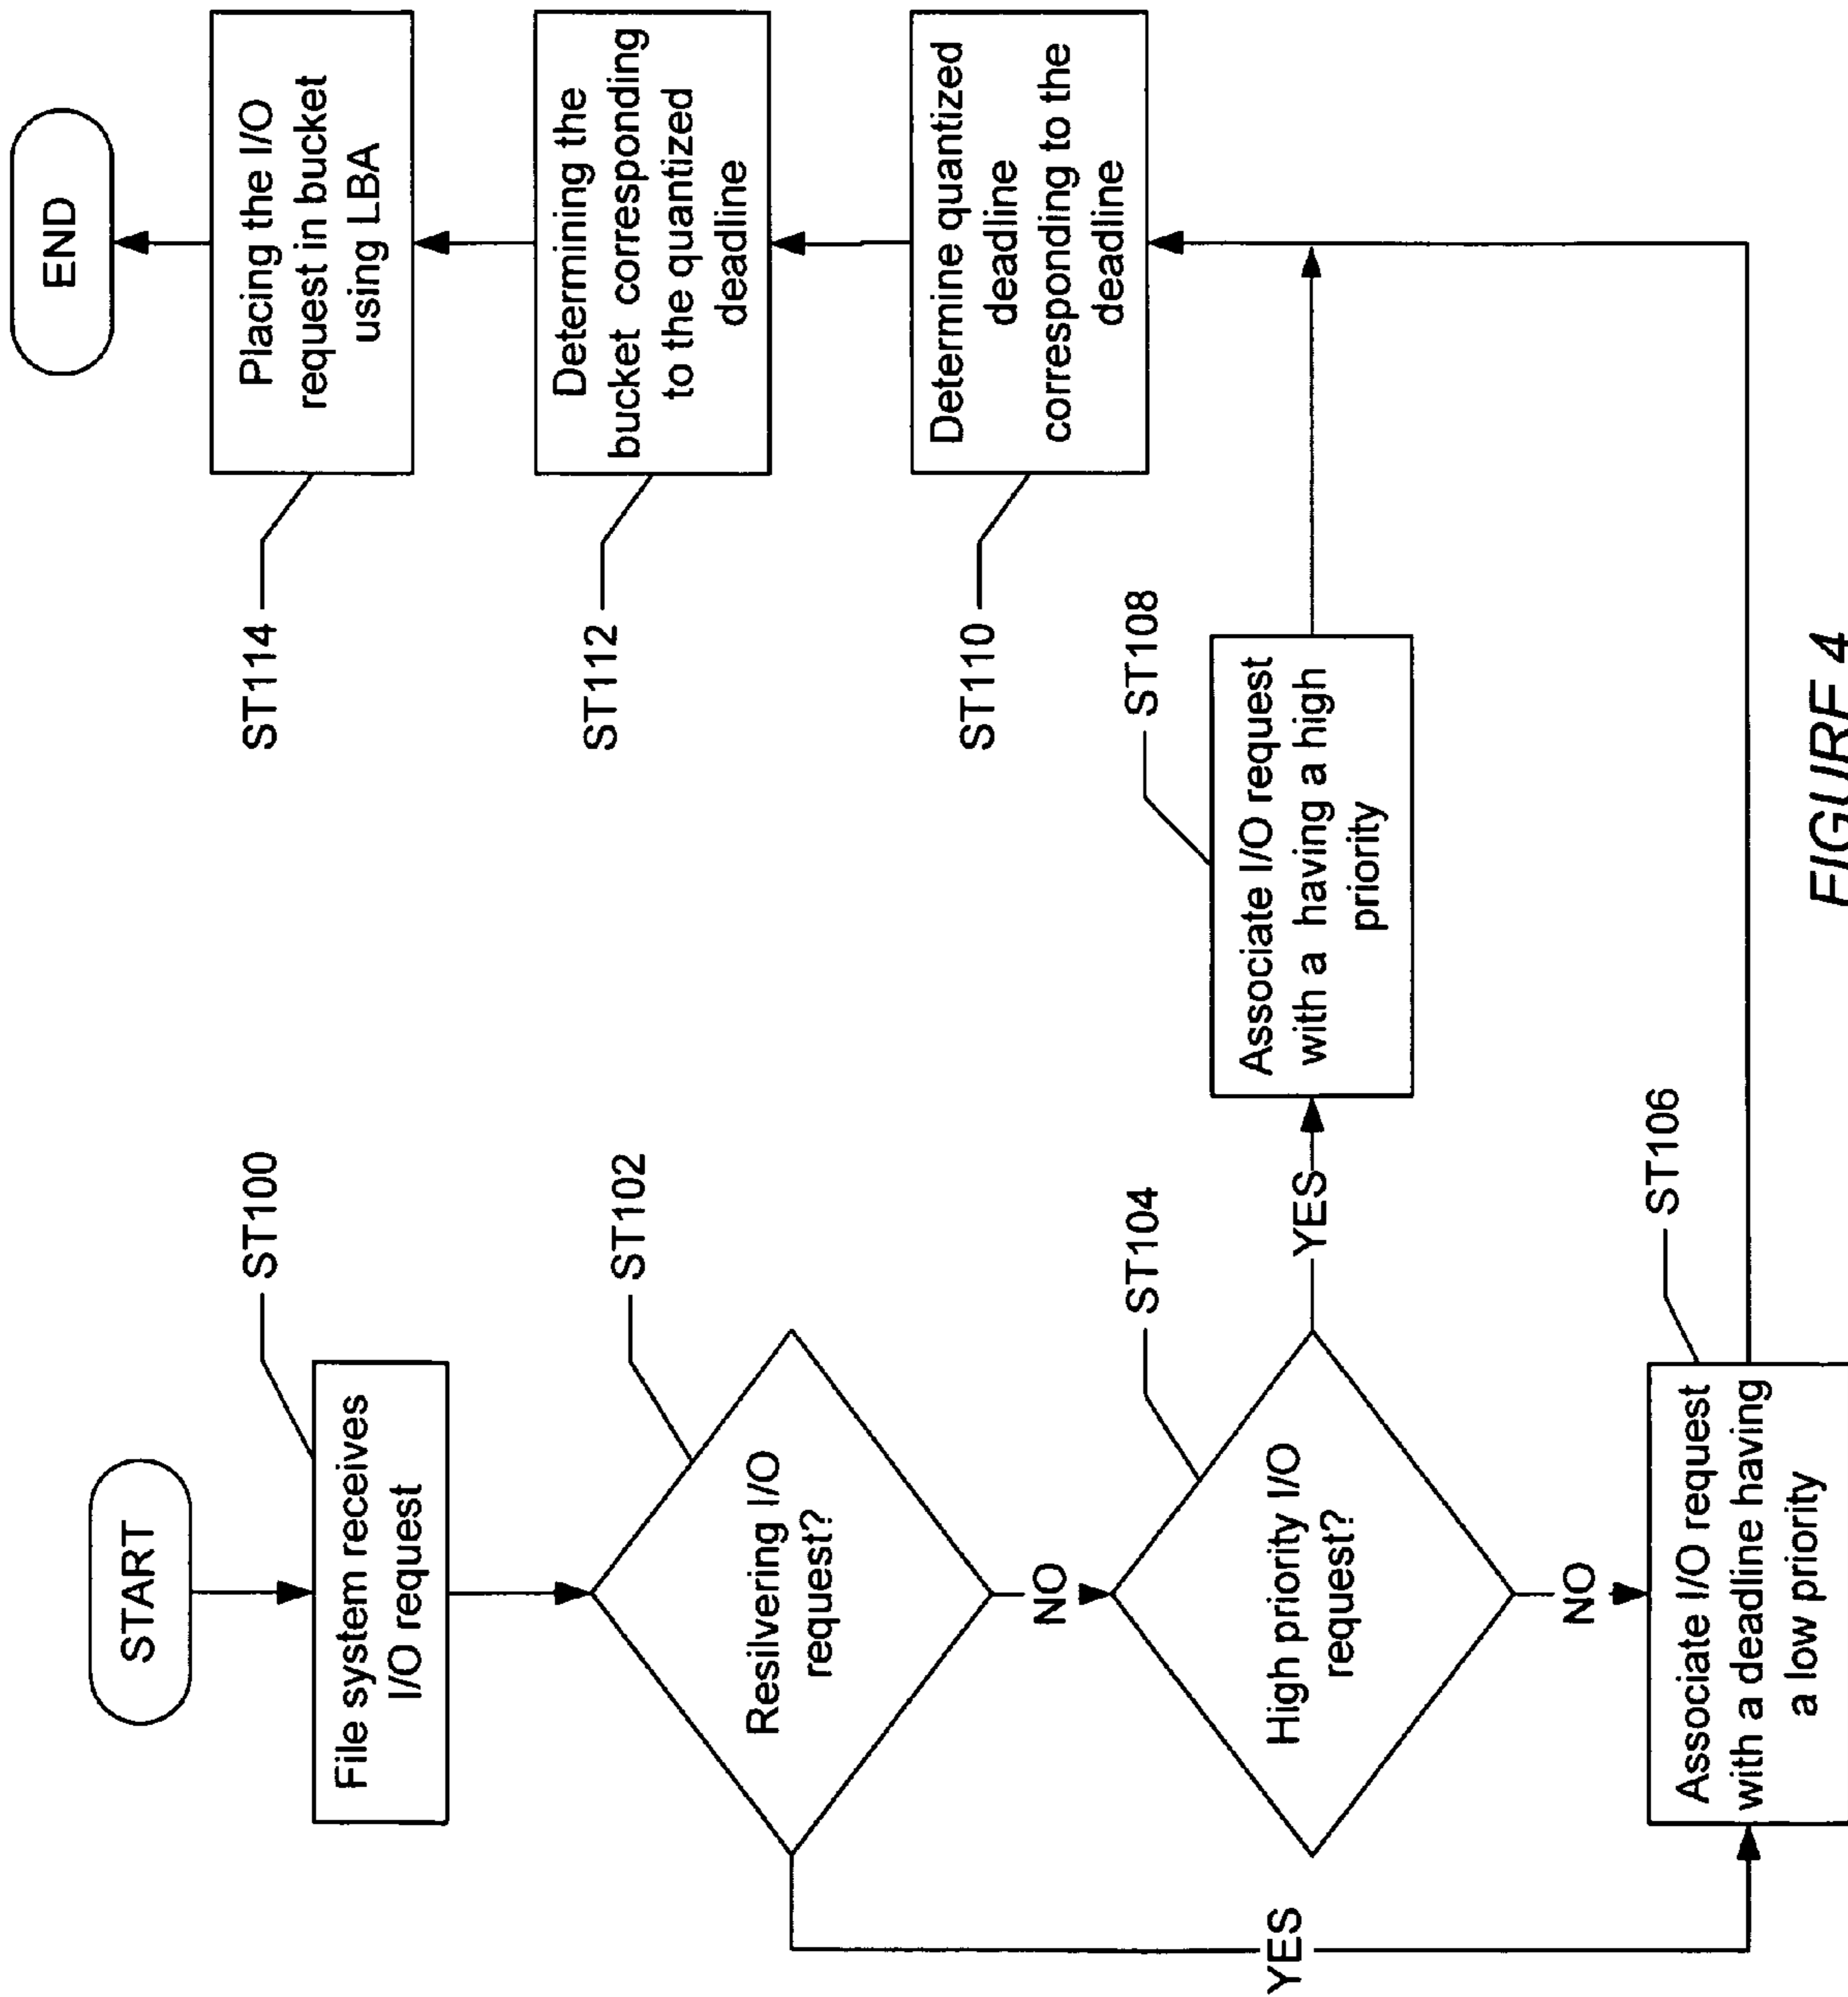 START
ST100
File system receives
I/O request
ST102
Resilvering I/O
request?
YES
NO
ST104
High priority I/O
request?
YES
NO
ST108
Associate I/O request
with a having a high
priority
ST106
Associate I/O request
with a deadline having
a low priority
ST110
Determine quantized
deadline
corresponding to the
deadline
ST112
Determining the
bucket corresponding
to the quantized
deadline
ST114
Placing the I/O
request in bucket
using LBA
END
FIGURE 4